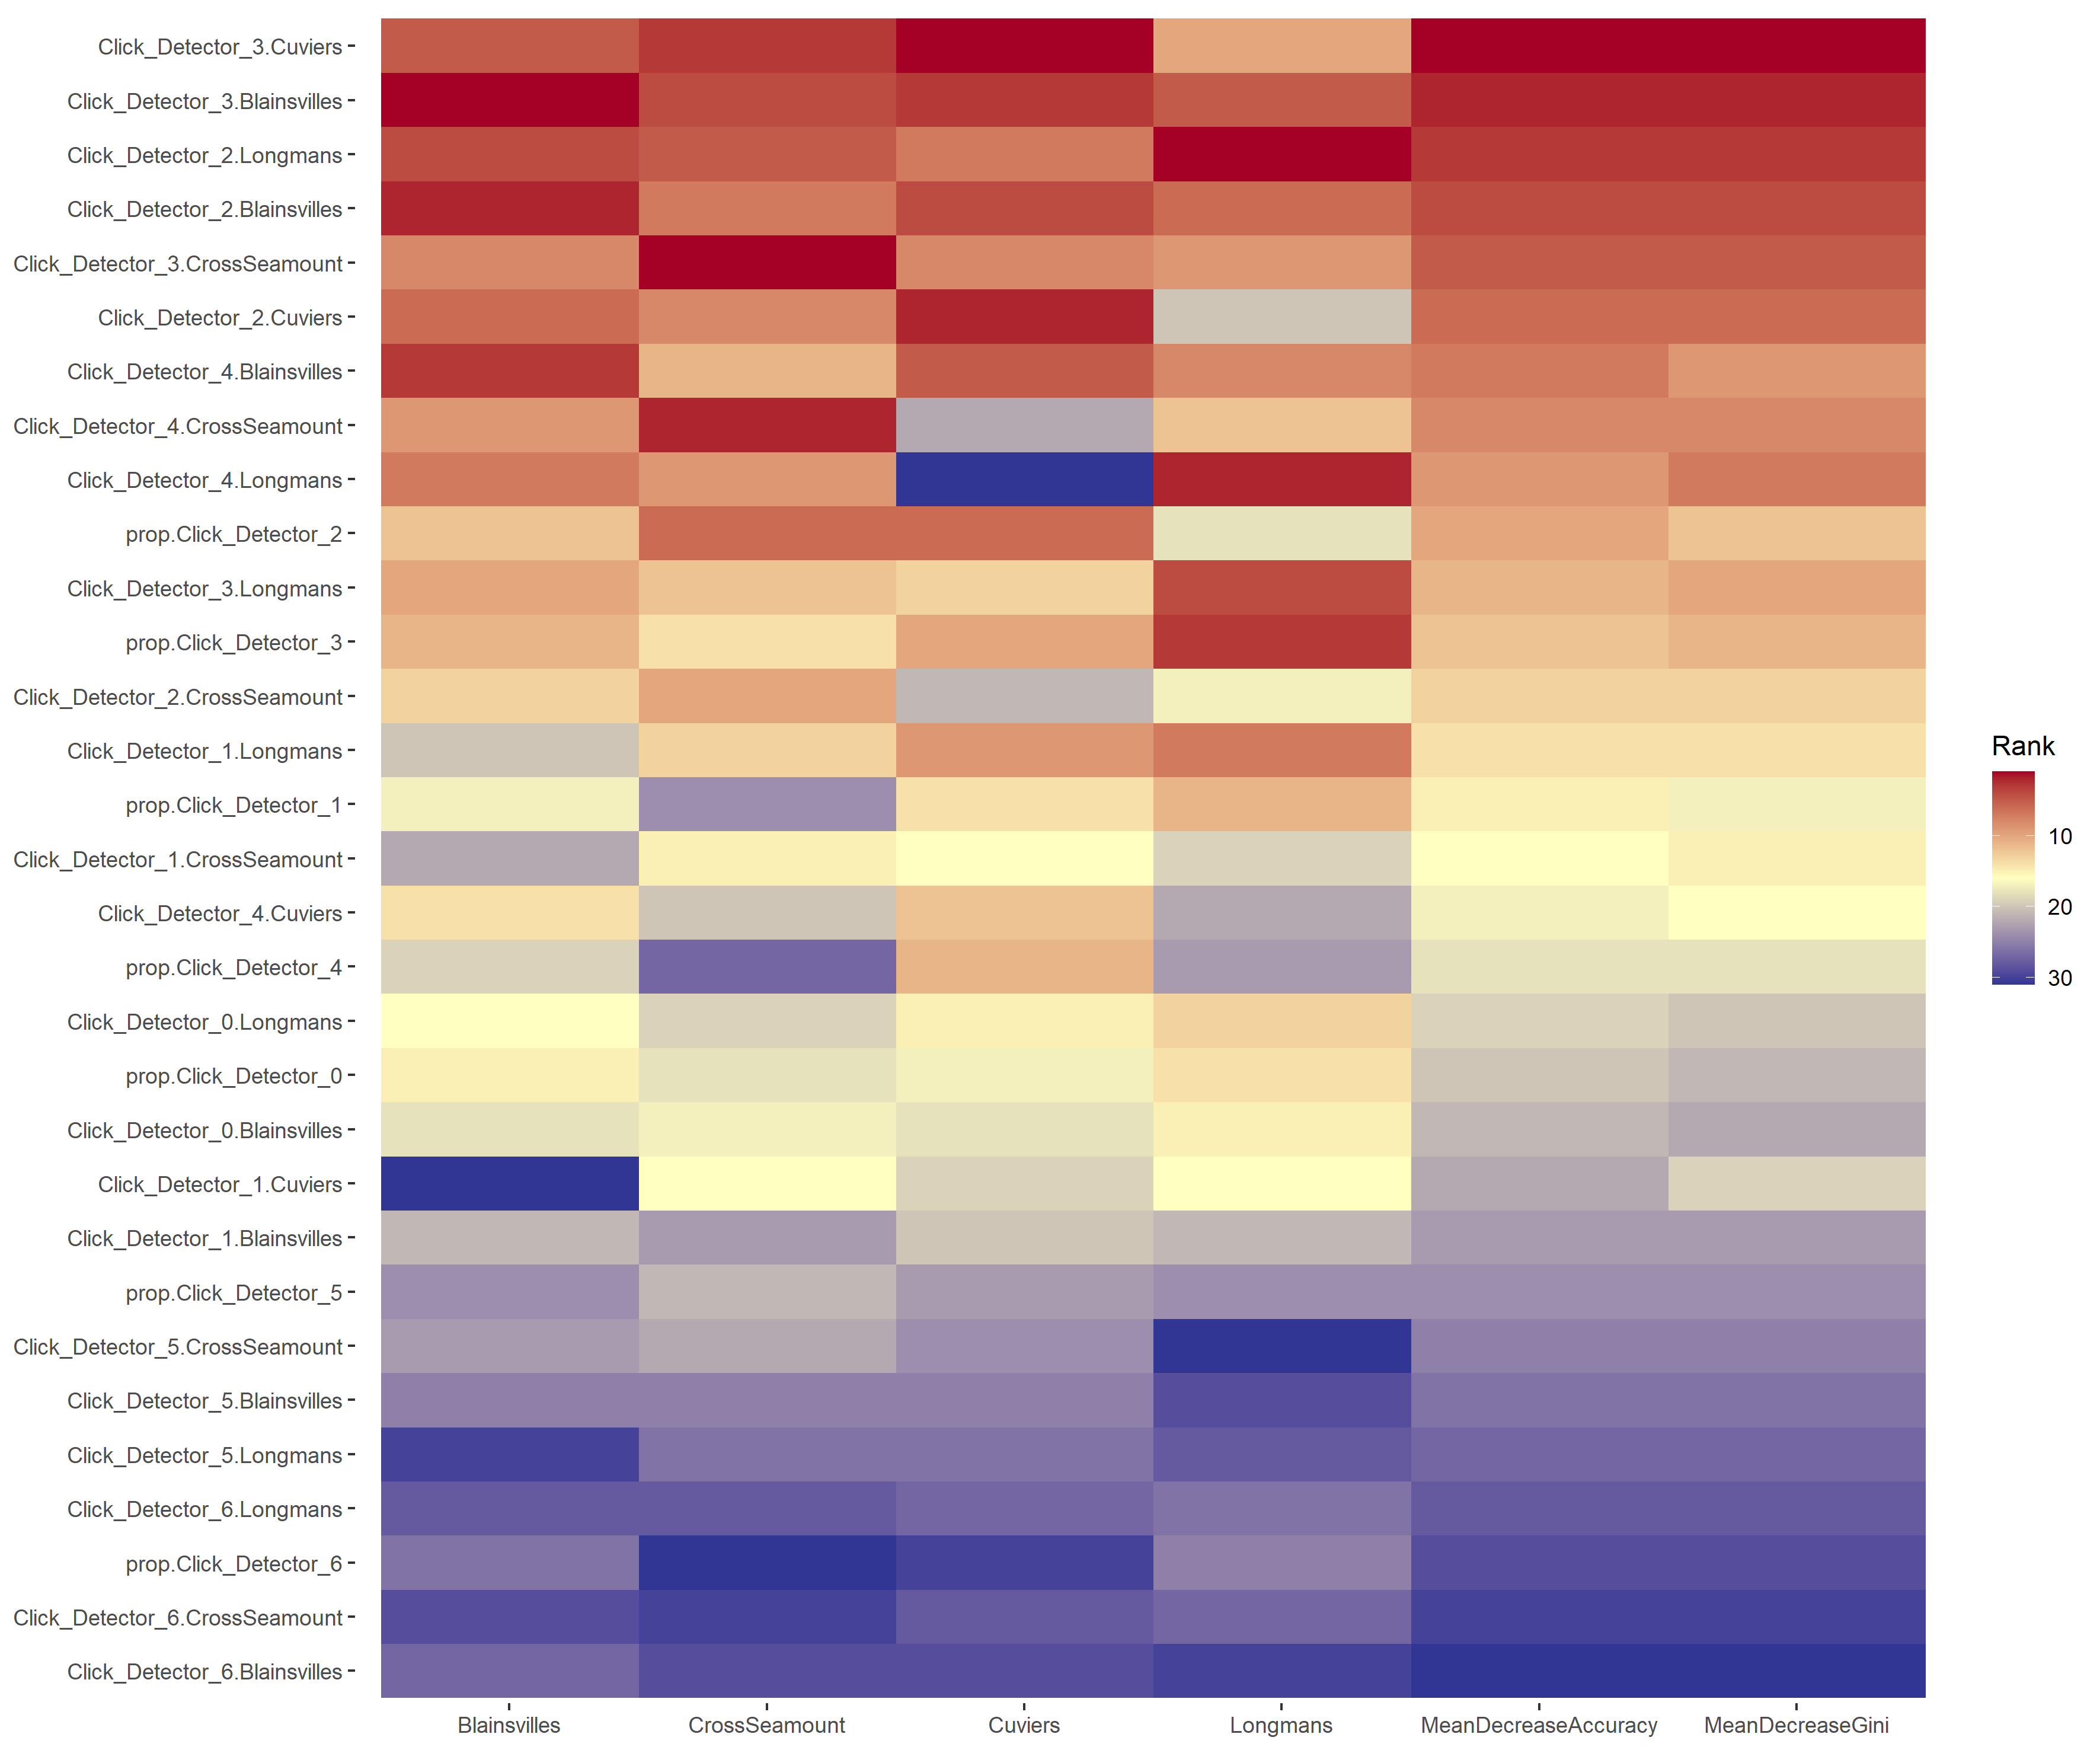 Click_Detector_3.Cuviers
Click_Detector_3.Blainsvilles
Click_Detector_2.Longmans
Click_Detector_2.Blainsvilles
Click_Detector_3.CrossSeamount
Click_Detector_2.Cuviers
Click_Detector_4.Blainsvilles
Click_Detector_4.CrossSeamount
Click_Detector_4.Longmans
prop.Click_Detector_2
Click_Detector_3.Longmans
prop.Click_Detector_3
Click_Detector_2.CrossSeamount
Click_Detector_1.Longmans
prop.Click_Detector_1
Click_Detector_1.CrossSeamount
Click_Detector_4.Cuviers
prop.Click_Detector_4
Click_Detector_0.Longmans
prop.Click_Detector_0
Click_Detector_0.Blainsvilles
Click_Detector_1.Cuviers
Click_Detector_1.Blainsvilles
prop.Click_Detector_5
Click_Detector_5.CrossSeamount
Click_Detector_5.Blainsvilles
Click_Detector_5.Longmans
Click_Detector_6.Longmans
prop.Click_Detector_6
Click_Detector_6.CrossSeamount
Click_Detector_6.Blainsvilles
Blainsvilles CrossSeamount Cuviers Longmans MeanDecreaseAccuracy MeanDecreaseGini
Rank
10
20
30